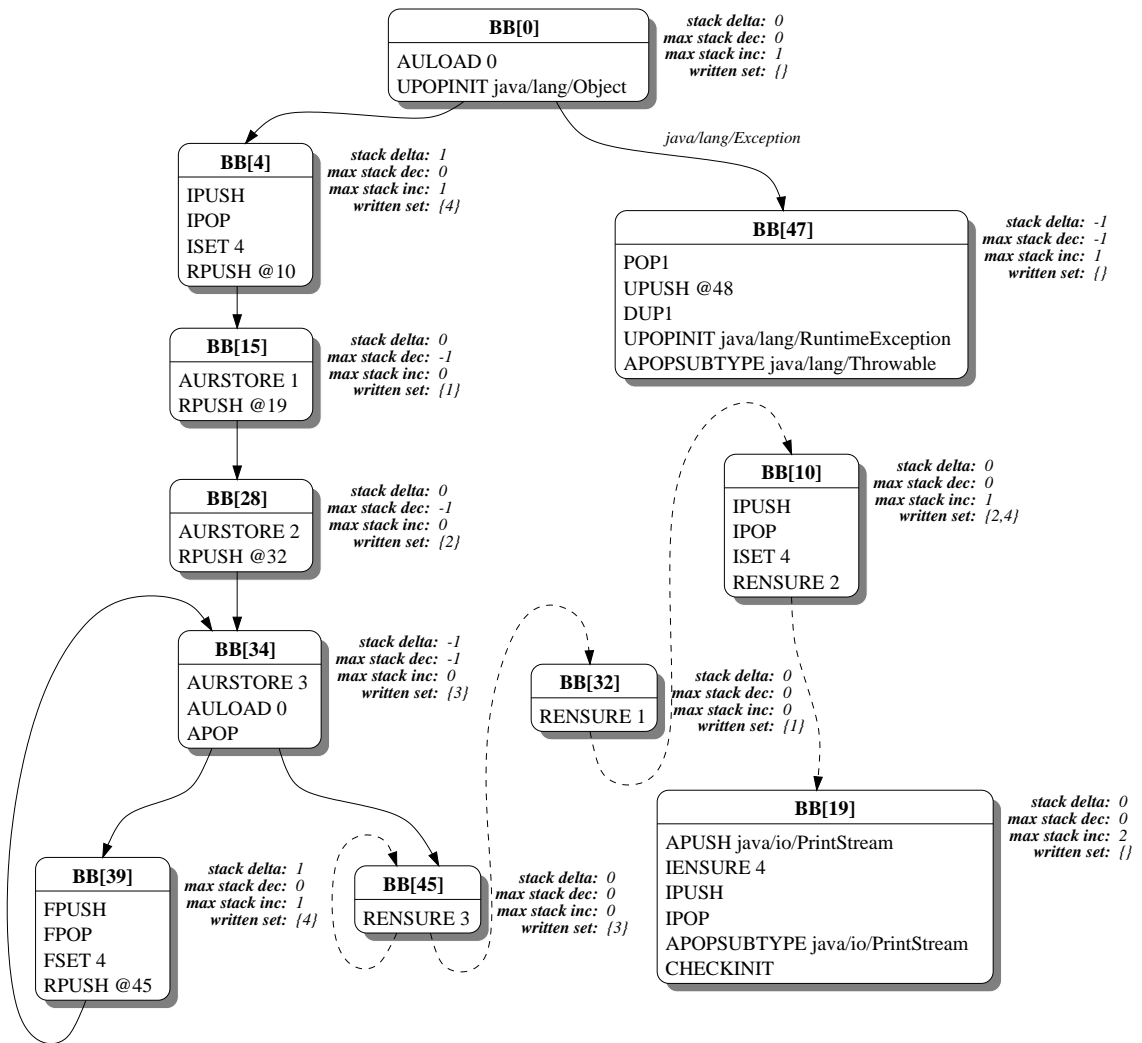 BB[0]
AULOAD 0
UPOPINIT java/lang/Object
stack delta: 0
max stack dec: 0
max stack inc: 1
written set: {}
java/lang/Exception
BB[4]
IPUSH
IPOP
ISET 4
RPUSH @10
stack delta: 1
max stack dec: 0
max stack inc: 1
written set: {4}
BB[47]
POP1
UPUSH @48
DUP1
UPOPINIT java/lang/RuntimeException
APOPSUBTYPE java/lang/Throwable
stack delta: -1
max stack dec: -1
max stack inc: 1
written set: {}
BB[15]
AURSTORE 1
RPUSH @19
stack delta: 0
max stack dec: -1
max stack inc: 0
written set: {1}
BB[28]
AURSTORE 2
RPUSH @32
stack delta: 0
max stack dec: -1
max stack inc: 0
written set: {2}
BB[10]
IPUSH
IPOP
ISET 4
RENSURE 2
stack delta: 0
max stack dec: 0
max stack inc: 1
written set: {2,4}
BB[34]
AURSTORE 3
AULOAD 0
APOP
stack delta: -1
max stack dec: -1
max stack inc: 0
written set: {3}
BB[32]
RENSURE 1
stack delta: 0
max stack dec: 0
max stack inc: 0
written set: {1}
BB[39]
FPUSH
FPOP
FSET 4
RPUSH @45
stack delta: 1
max stack dec: 0
max stack inc: 1
written set: {4}
BB[45]
RENSURE 3
stack delta: 0
max stack dec: 0
max stack inc: 0
written set: {3}
BB[19]
APUSH java/io/PrintStream
IENSURE 4
IPUSH
IPOP
APOPSUBTYPE java/io/PrintStream
CHECKINIT
stack delta: 0
max stack dec: 0
max stack inc: 2
written set: {}